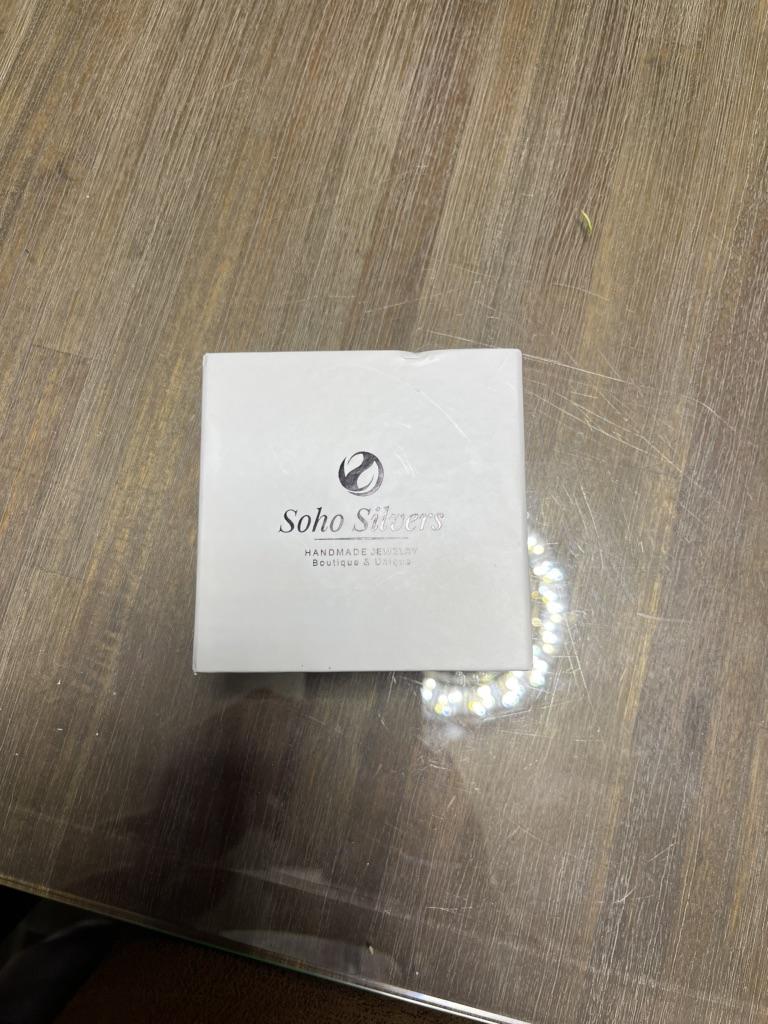 Soho Silvers
HANDMADE JEWELRY
Boutique & Unique